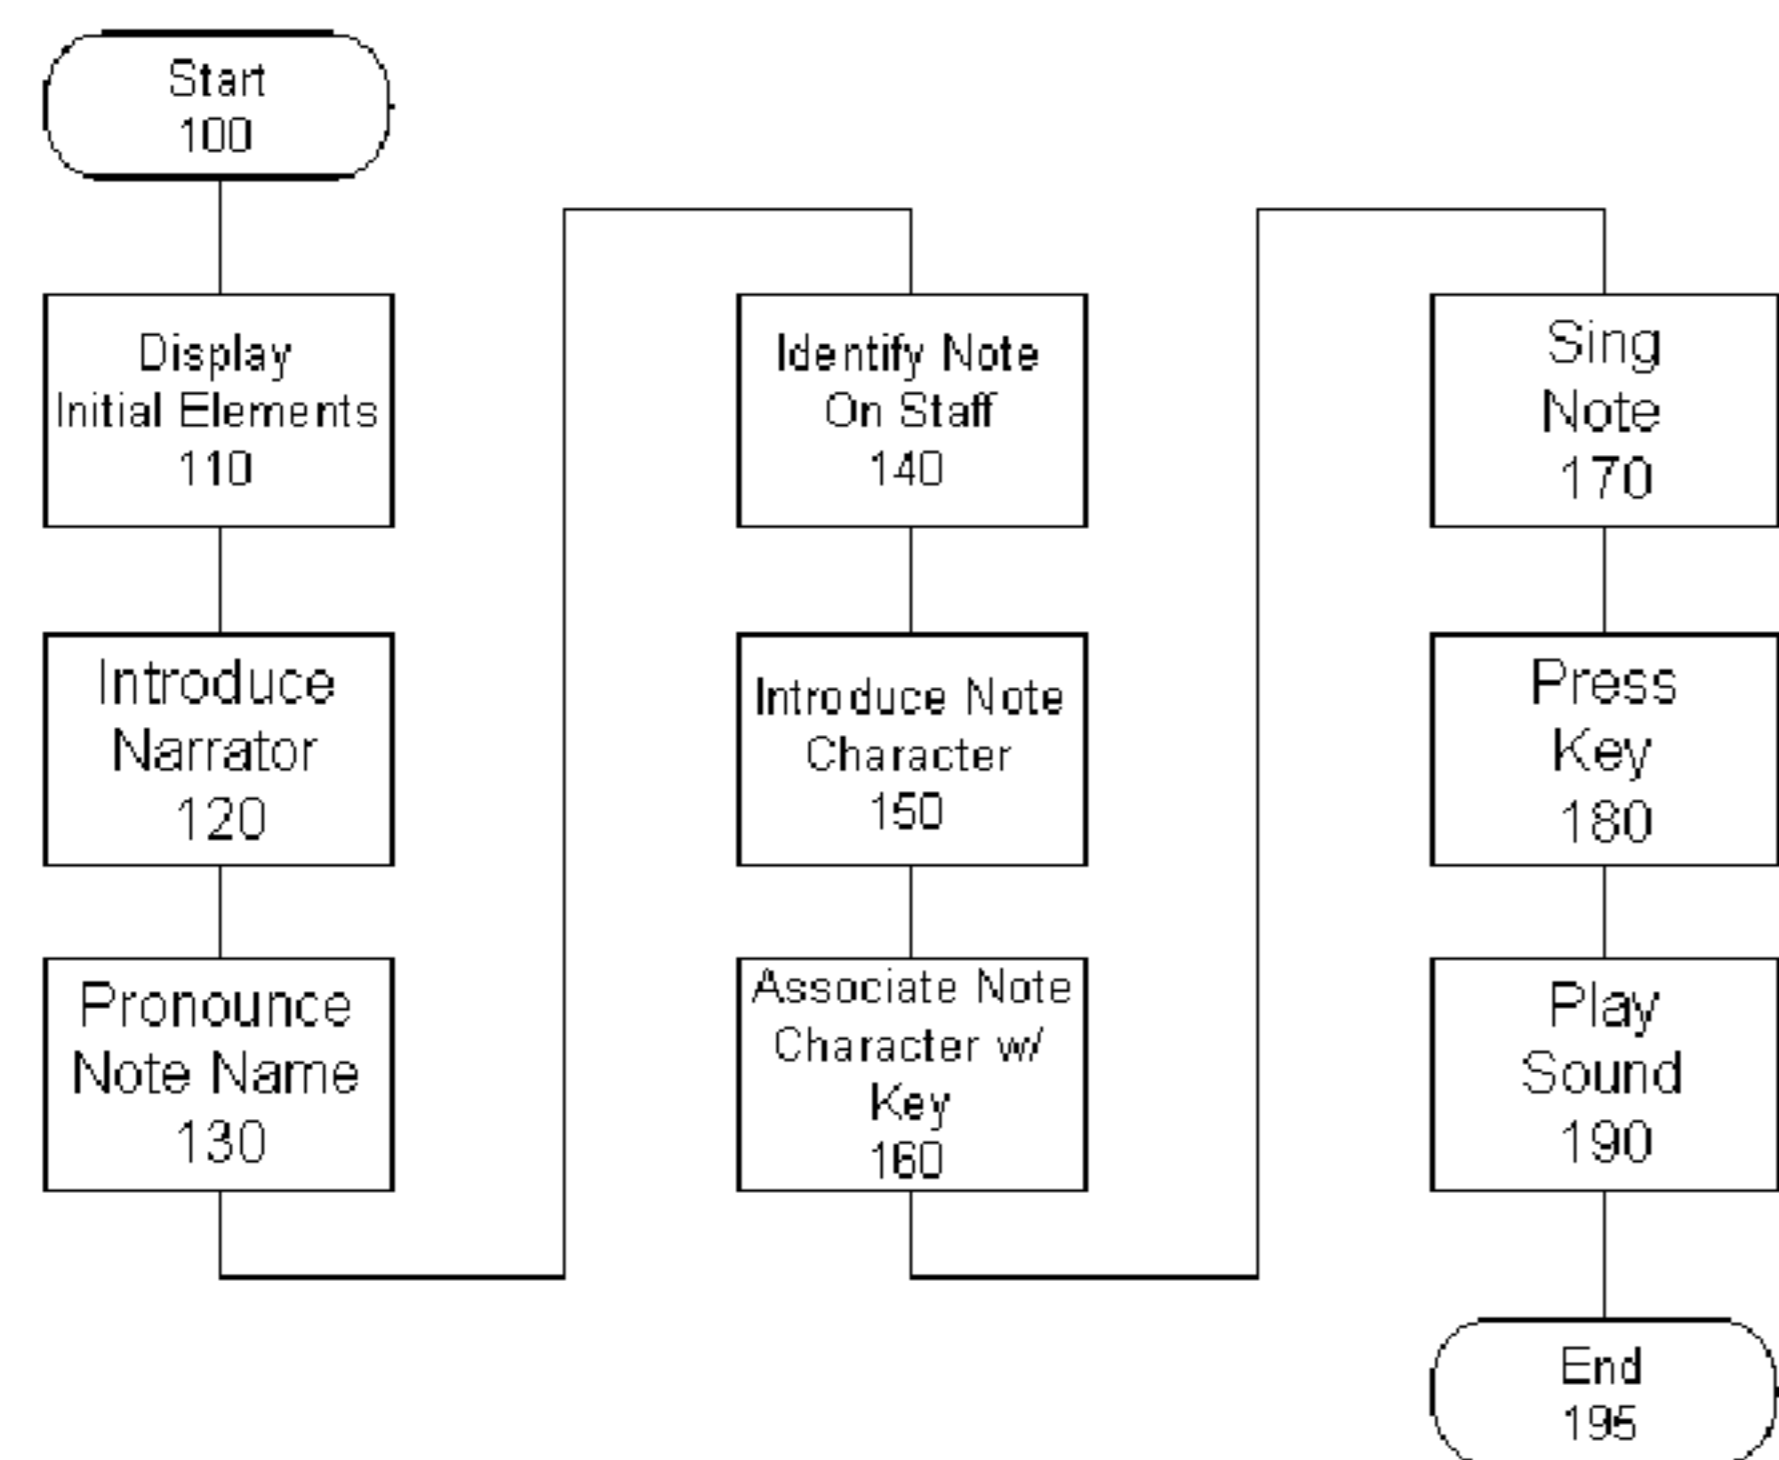 Start
100
Display
Initial Elements
110
Introduce
Narrator
120
Pronounce
Note Name
130
Identify Note
On Staff
140
Introduce Note
Character
150
Associate Note
Character w/
Key
160
Sing
Note
170
Press
Key
180
Play
Sound
190
End
195